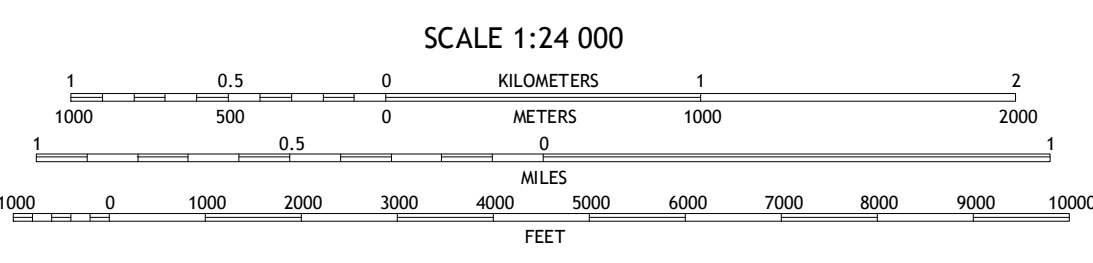 SCALE 1:24 000
1 0.5 0 KILOMETERS 1 2
1000 500 0 METERS 1000 2000
1 0.5 0 1
MILES
1000 0 1000 2000 3000 4000 5000 6000 7000 8000 9000 10000
FEET